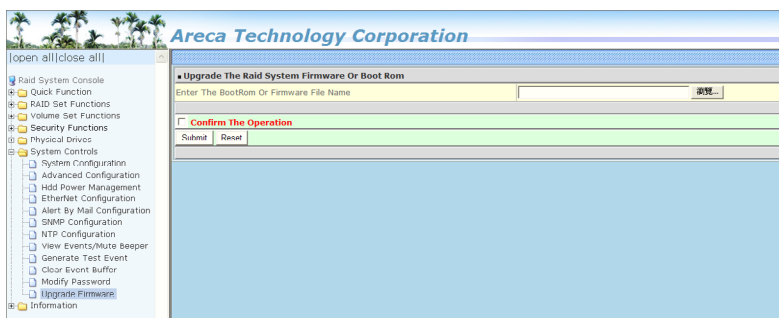 Areca Technology Corporation
|open all|close all|
Raid System Console
Quick Function
RAID Set Functions
Volume Set Functions
Security Functions
Physical Drives
System Controls
System Configuration
Advanced Configuration
Hdd Power Management
EtherNet Configuration
Alert By Mail Configuration
SNMP Configuration
NTP Configuration
View Events/Mute Beeper
Generate Test Event
Clear Event Buffer
Modify Password
Upgrade Firmware
Information
Upgrade The Raid System Firmware Or Boot Rom
Enter The BootRom Or Firmware File Name
瀏覽...
Confirm The Operation
Submit Reset